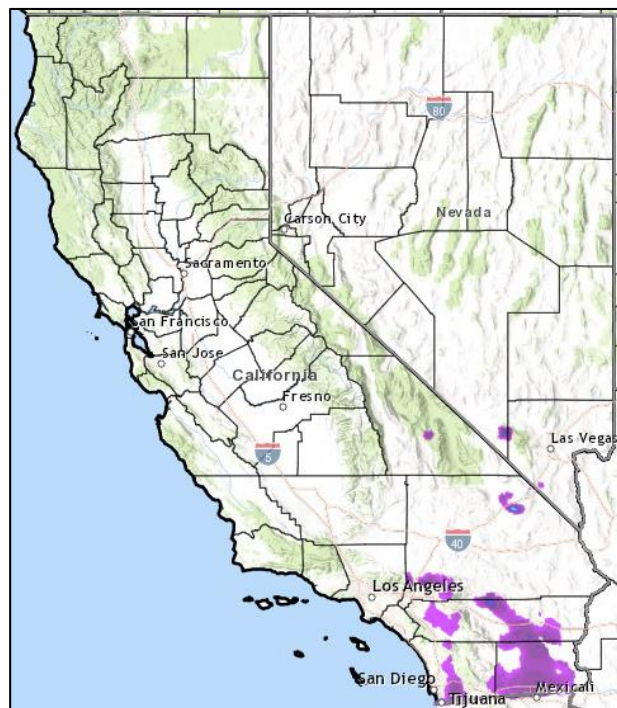 80
Nevada
Carson City
Sacramento
San Francisco
San Jose
California
Fresno
Las Vegas
5
40
Los Angeles
San Diego
Mexicali
Tijuana